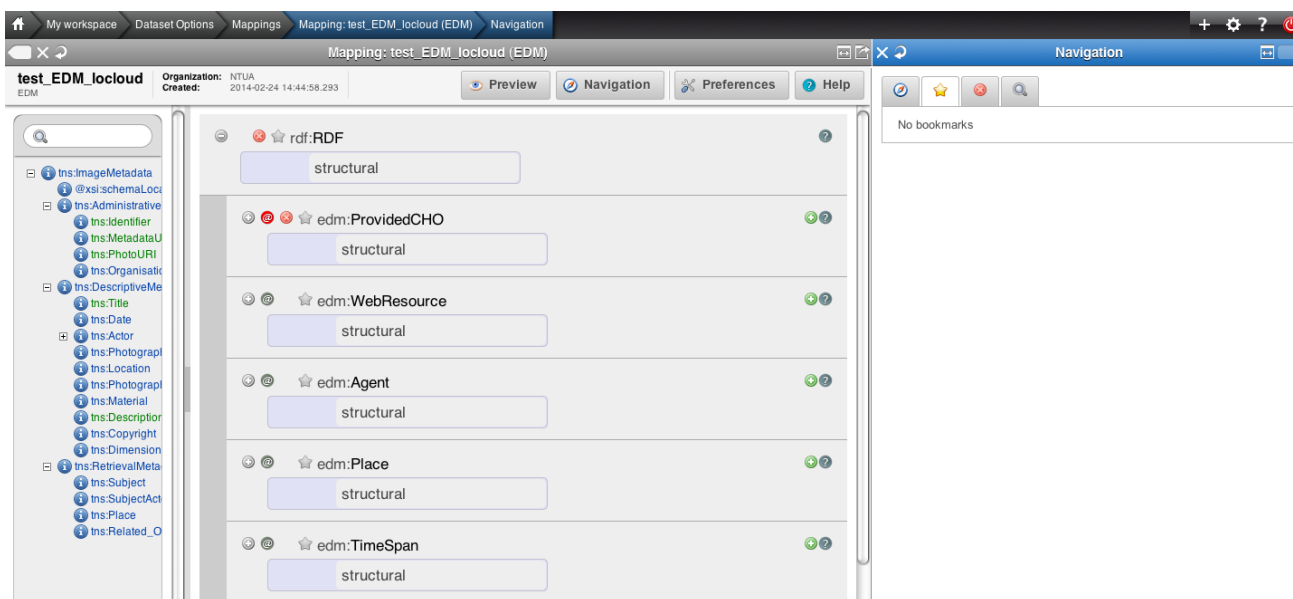 My workspace Dataset Options Mappings Mapping: test_EDM_locloud (EDM) Navigation
Mapping: test_EDM_locloud (EDM)
Navigation
test_EDM_locloud
EDM
Organization: NTUA
Created: 2014-02-24 14:44:58.293
Preview
Navigation
Preferences
Help
No bookmarks
tns:ImageMetadata
@xsi:schemaLoca
tns:Administrative
tns:Identifier
tns:MetadataU
tns:PhotoURI
tns:Organisatic
tns:DescriptiveMe
tns:Title
tns:Date
tns:Actor
tns:Photograpl
tns:Location
tns:Photograpl
tns:Material
tns:Description
tns:Copyright
tns:Dimension
tns:RetrievalMeta
tns:Subject
tns:SubjectAct
tns:Place
tns:Related_O
rdf:RDF
structural
edm:ProvidedCHO
structural
edm:WebResource
structural
edm:Agent
structural
edm:Place
structural
edm:TimeSpan
structural